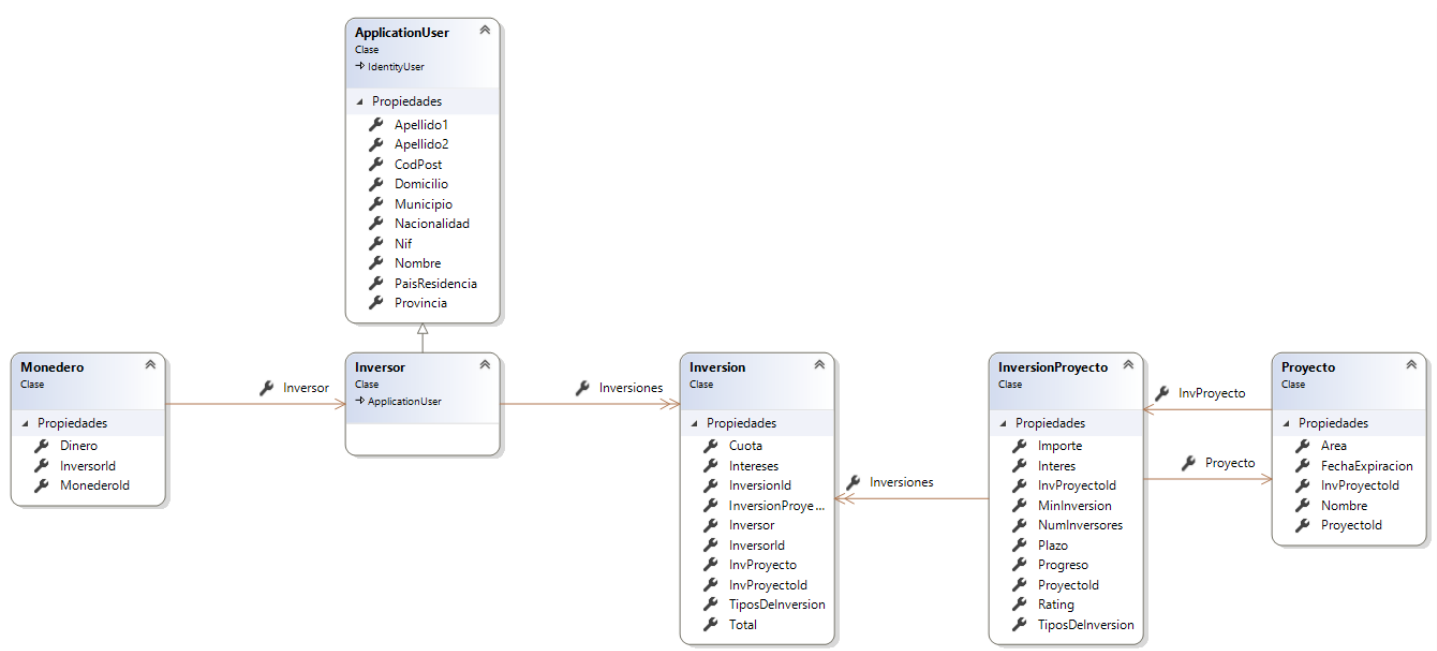 ApplicationUser
Clase
IdentityUser
Propiedades
Apellido1
Apellido2
CodPost
Domicilio
Municipio
Nacionalidad
Nif
Nombre
PaisResidencia
Provincia
Monedero
Clase
Propiedades
Dinero
InversorId
MonederoId
Inversor
Inversor
Clase
ApplicationUser
Inversiones
Inversion
Clase
Propiedades
Cuota
Intereses
InversionId
InversionProye...
Inversor
InversorId
InvProyecto
InvProyectoId
TiposDeInversion
Total
Inversiones
InversionProyecto
Clase
Propiedades
Importe
Interes
InvProyectoId
MinInversion
NumInversores
Plazo
Progreso
ProyectoId
Rating
TiposDeInversion
InvProyecto
Proyecto
Proyecto
Clase
Propiedades
Area
FechaExpiracion
InvProyectoId
Nombre
ProyectoId